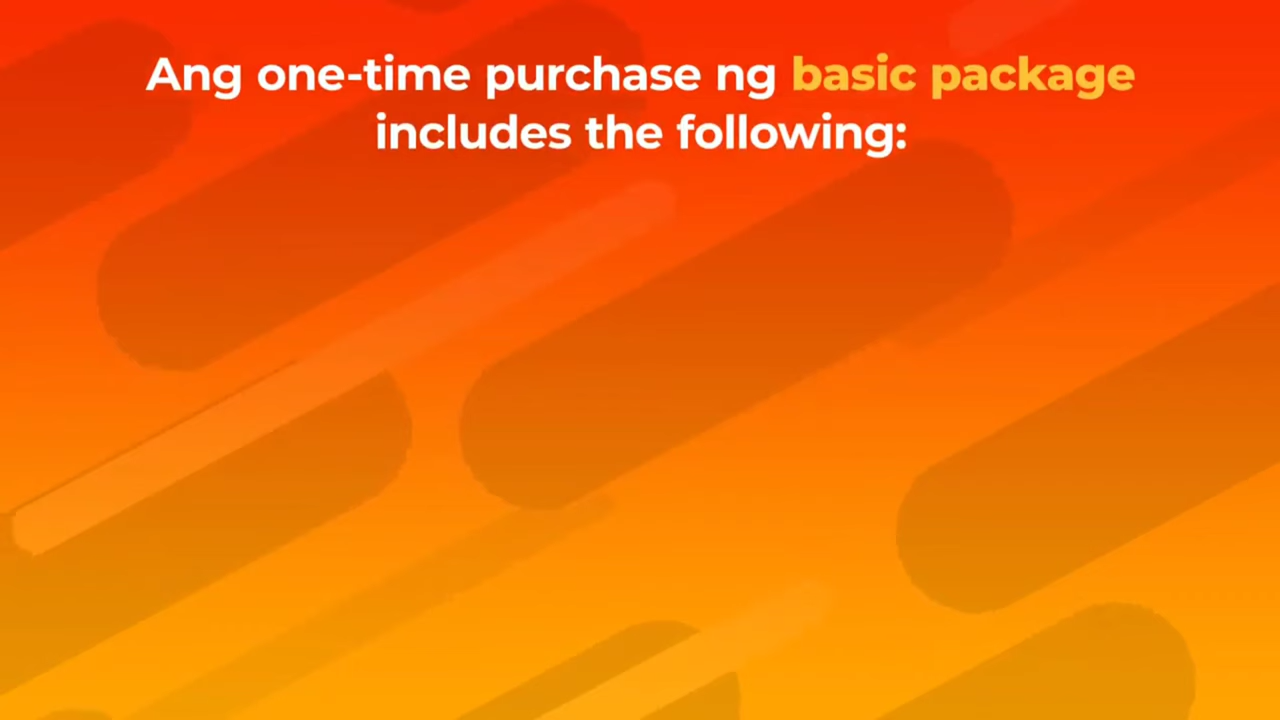 Ang one-time purchase ng basic package
includes the following: